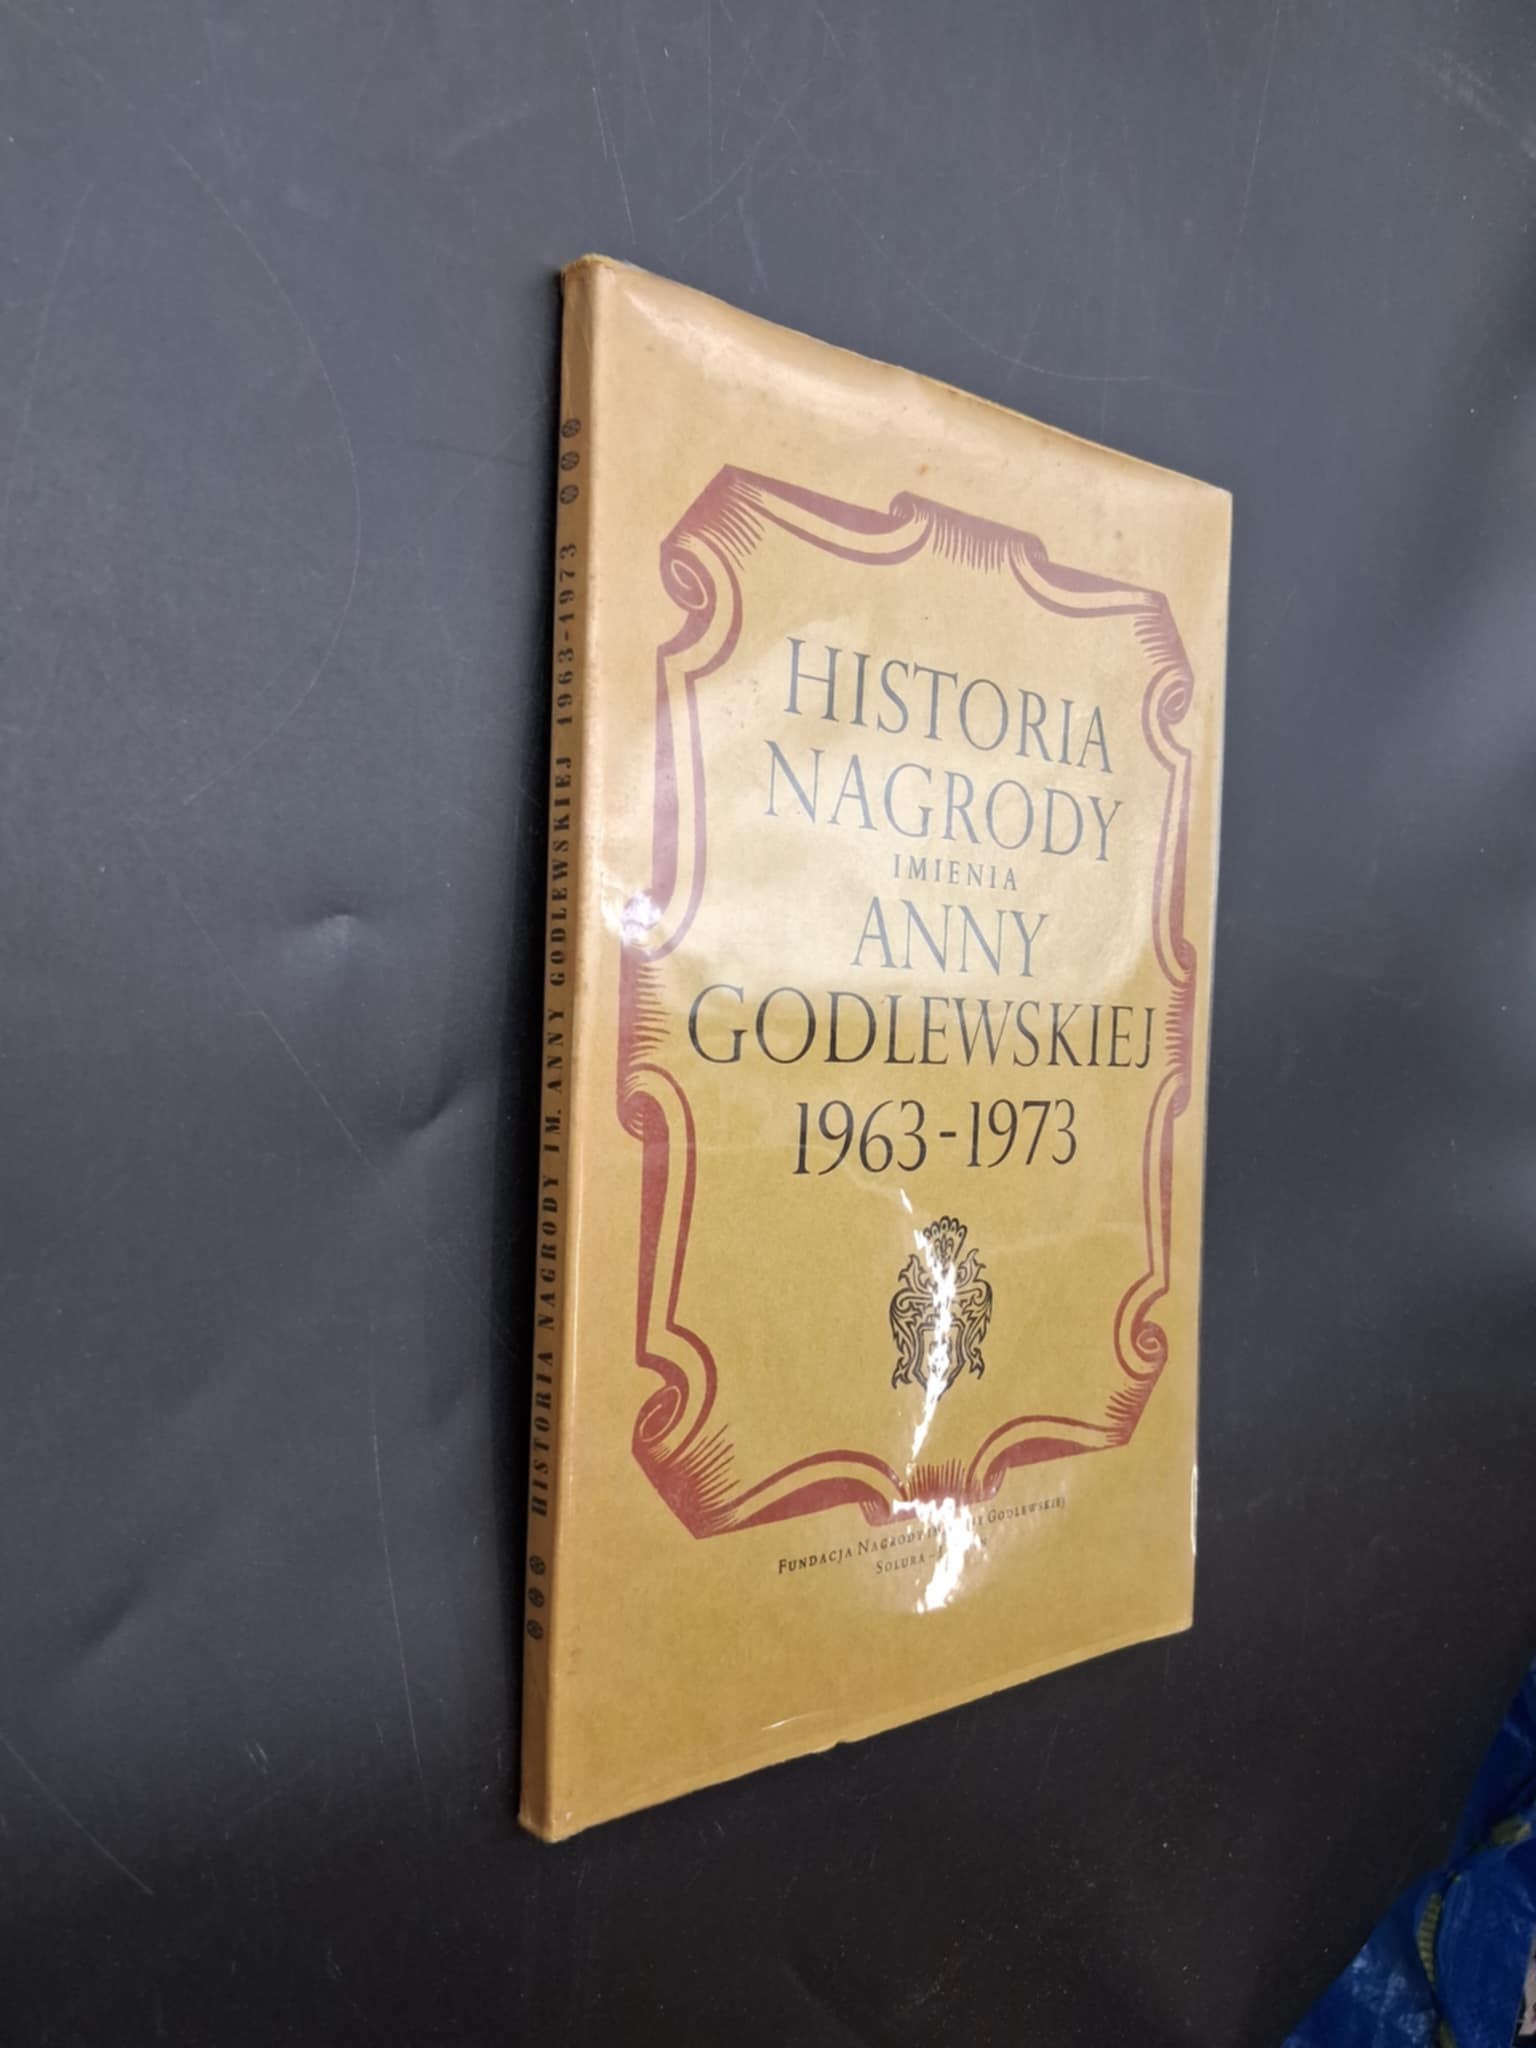 HISTORIA
NAGRODY
IMIENIA
ANNY
GODLEWSKIEJ
1963-1973
FUNDACJA NAGRODY GODLEWSKIEJ
SOLURA -
HISTORIA NAGRODY IM. ANNY GODLEWSKIEJ 1963-1973